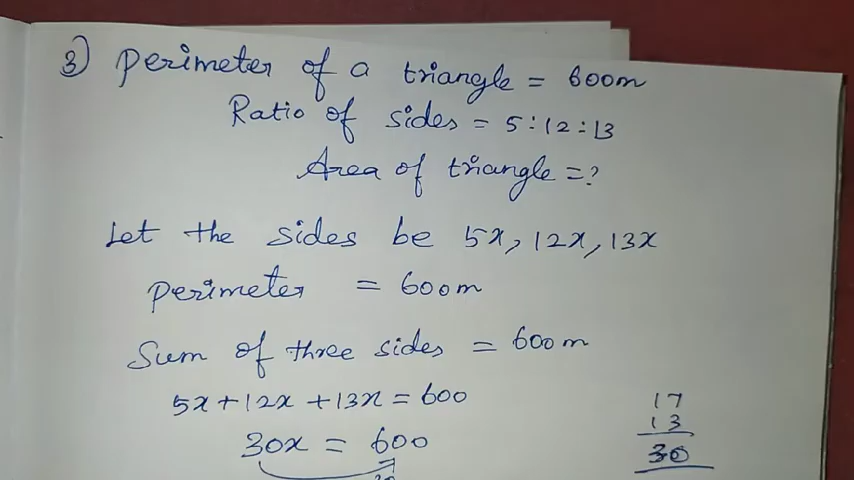 3) Perimeter of a triangle = 600m
Ratio of sides = 5:12:13
Area of triangle = ?
Let the sides be 5x, 12x, 13x
Perimeter = 600m
Sum of three sides = 600m
5x + 12x + 13x = 600
17
13
30
30x = 600